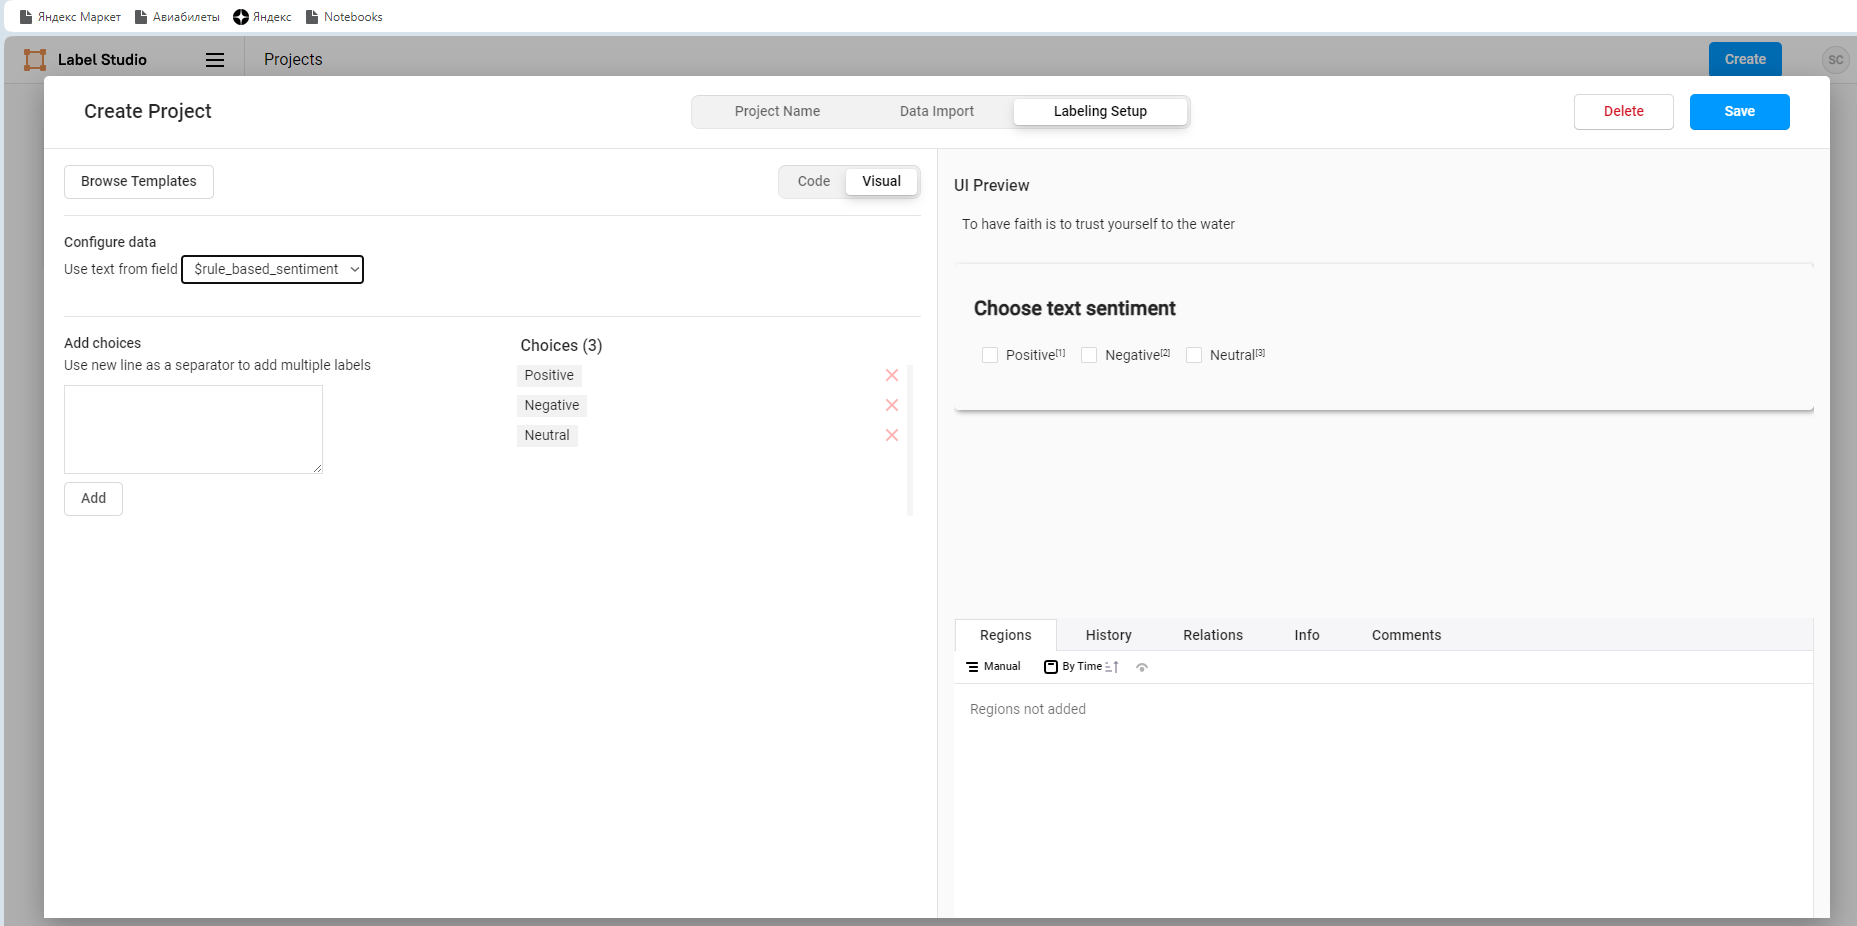 Яндекс Маркет Авиабилеты Яндекс Notebooks
Label Studio Projects Create SC
Create Project Project Name Data Import Labeling Setup Delete Save
Browse Templates Code Visual
Configure data
Use text from field $rule_based_sentiment
Add choices
Use new line as a separator to add multiple labels
Add
Choices (3)
Positive
Negative
Neutral
UI Preview
To have faith is to trust yourself to the water
Choose text sentiment
Positive[1] Negative[2] Neutral[3]
Regions History Relations Info Comments
Manual By Time
Regions not added